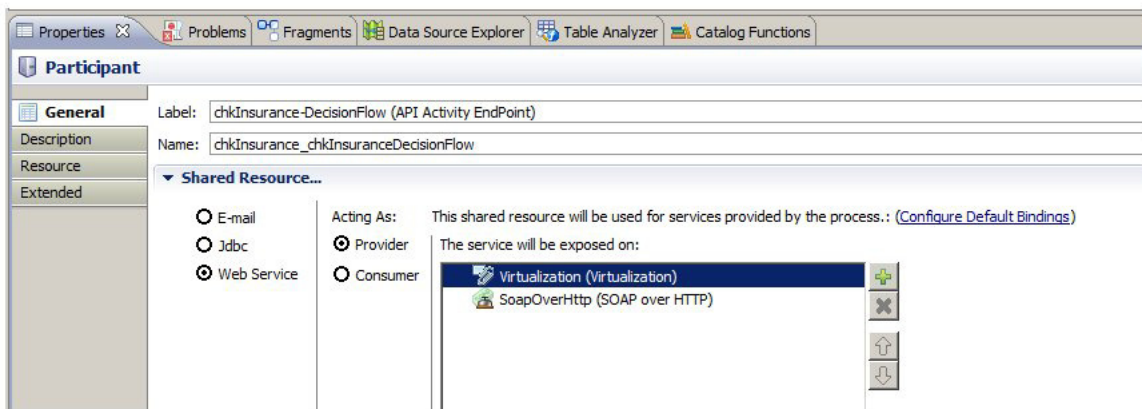 Properties Problems Fragments Data Source Explorer Table Analyzer Catalog Functions
Participant
General
Description
Resource
Extended
Label: chkInsurance-DecisionFlow (API Activity EndPoint)
Name: chkInsurance_chkInsuranceDecisionFlow
Shared Resource...
E-mail
Jdbc
Web Service
Acting As:
Provider
Consumer
This shared resource will be used for services provided by the process.: (Configure Default Bindings)
The service will be exposed on:
Virtualization (Virtualization)
SoapOverHttp (SOAP over HTTP)